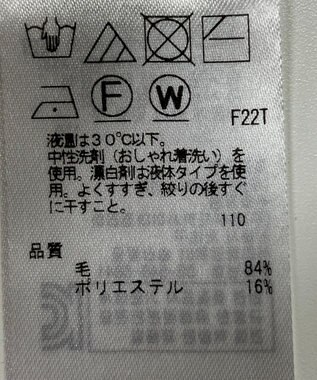 F W
F22T
液温は30℃以下。
中性洗剤（おしゃれ着洗い）を
使用。漂白剤は液体タイプを使
用。よくすすぎ、絞りの後すぐ
に干すこと。
110
品質
毛 84%
ポリエステル 16%